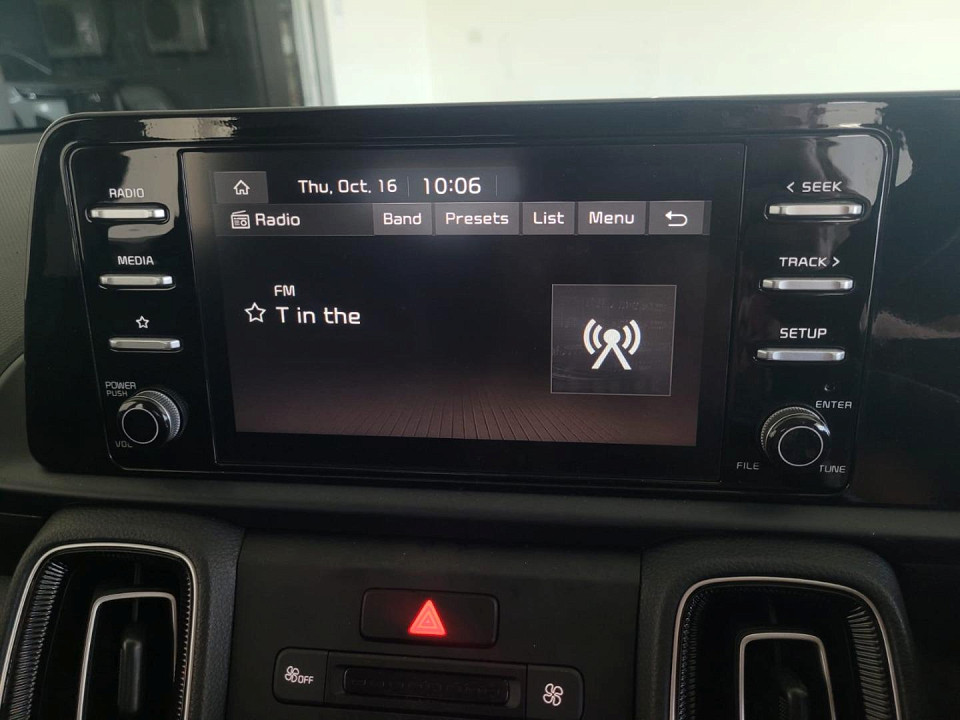 Thu, Oct. 16 10:06
Radio Band Presets List Menu
FM
T in the
RADIO
MEDIA
POWER
PUSH
VOL
< SEEK
TRACK >
SETUP
ENTER
FILE
TUNE
OFF